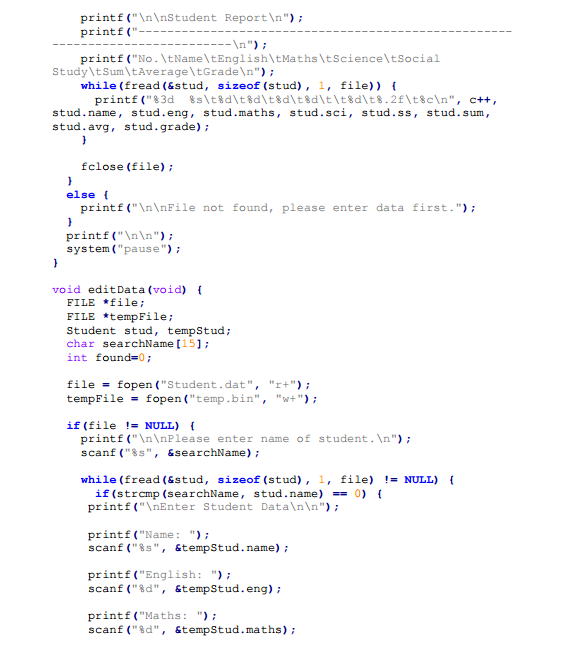 printf("\n\nStudent Report\n");
printf("----------------------------------------------------
-------------------------\n");
printf("No.\tName\tEnglish\tMaths\tScience\tSocial
Study\tSum\tAverage\tGrade\n");
while(fread(&stud, sizeof(stud), 1, file)) {
printf("%3d  %s\t%d\t%d\t%d\t%d\t\t%d\t%.2f\t%c\n", c++,
stud.name, stud.eng, stud.maths, stud.sci, stud.ss, stud.sum,
stud.avg, stud.grade);
}
fclose(file);
}
else {
printf("\n\nFile not found, please enter data first.");
}
printf("\n\n");
system("pause");
}
void editData(void) {
FILE *file;
FILE *tempFile;
Student stud, tempStud;
char searchName[15];
int found=0;
file = fopen("Student.dat", "r+");
tempFile = fopen("temp.bin", "w+");
if(file != NULL) {
printf("\n\nPlease enter name of student.\n");
scanf("%s", &searchName);
while(fread(&stud, sizeof(stud), 1, file) != NULL) {
if(strcmp(searchName, stud.name) == 0) {
printf("\nEnter Student Data\n\n");
printf("Name: ");
scanf("%s", &tempStud.name);
printf("English: ");
scanf("%d", &tempStud.eng);
printf("Maths: ");
scanf("%d", &tempStud.maths);